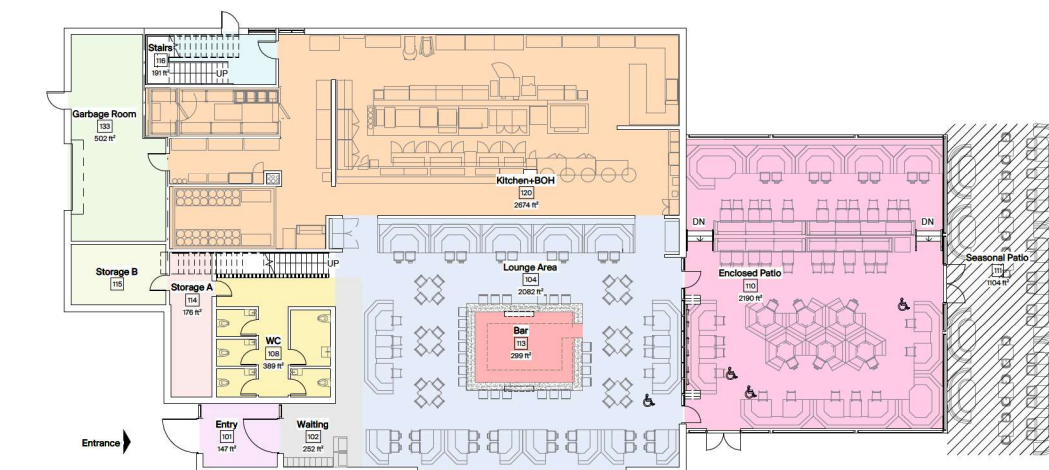 Stairs
116
191 ft²
UP
Garbage Room
133
502 ft²
Kitchen+BOH
120
2674 ft²
DN
DN
Storage B
115
Storage A
114
176 ft²
UP
Lounge Area
104
2082 ft²
Enclosed Patio
110
2190 ft²
Seasonal Patio
111
1104 ft²
WC
108
389 ft²
Bar
113
299 ft²
Entrance
Entry
101
147 ft²
Waiting
102
252 ft²